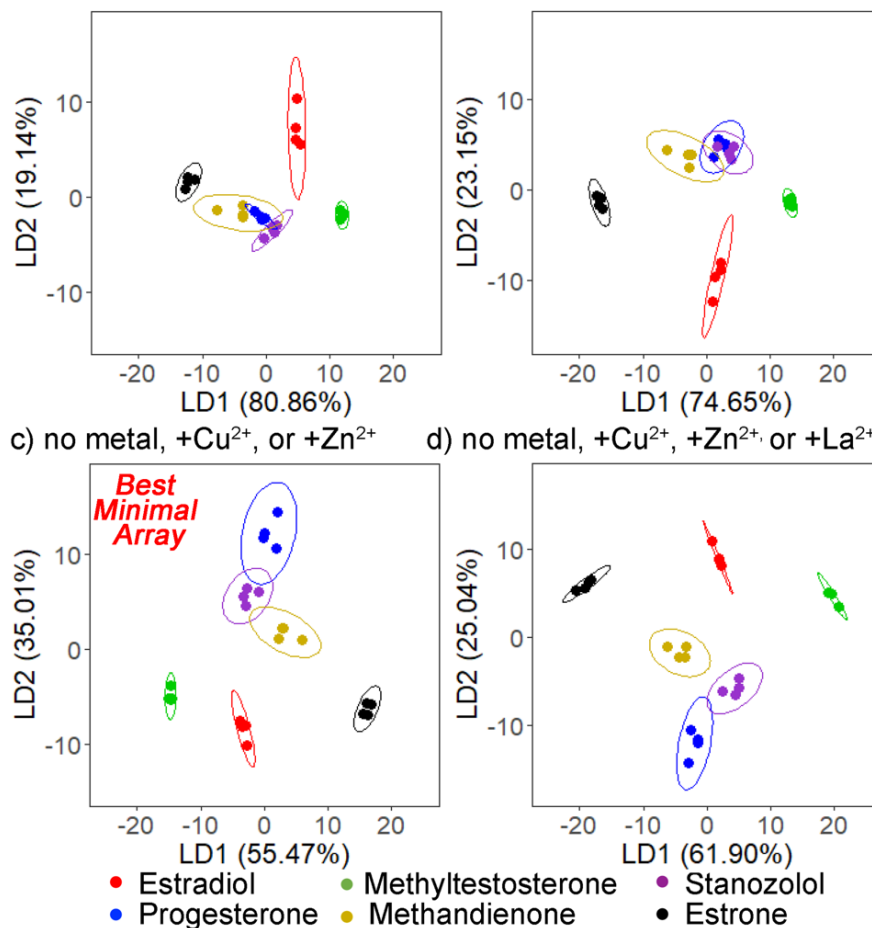 10
0
-10
LD2 (19.14%)
-20 -10 0 10 20
LD1 (80.86%)
10
0
-10
LD2 (23.15%)
-20 -10 0 10 20
LD1 (74.65%)
c) no metal, +Cu²⁺, or +Zn²⁺
d) no metal, +Cu²⁺, +Zn²⁺, or +La²⁺
Best
Minimal
Array
10
0
-10
LD2 (35.01%)
-20 -10 0 10 20
LD1 (55.47%)
10
0
-10
LD2 (25.04%)
-20 -10 0 10 20
LD1 (61.90%)
Estradiol
Methyltestosterone
Stanozolol
Progesterone
Methandienone
Estrone